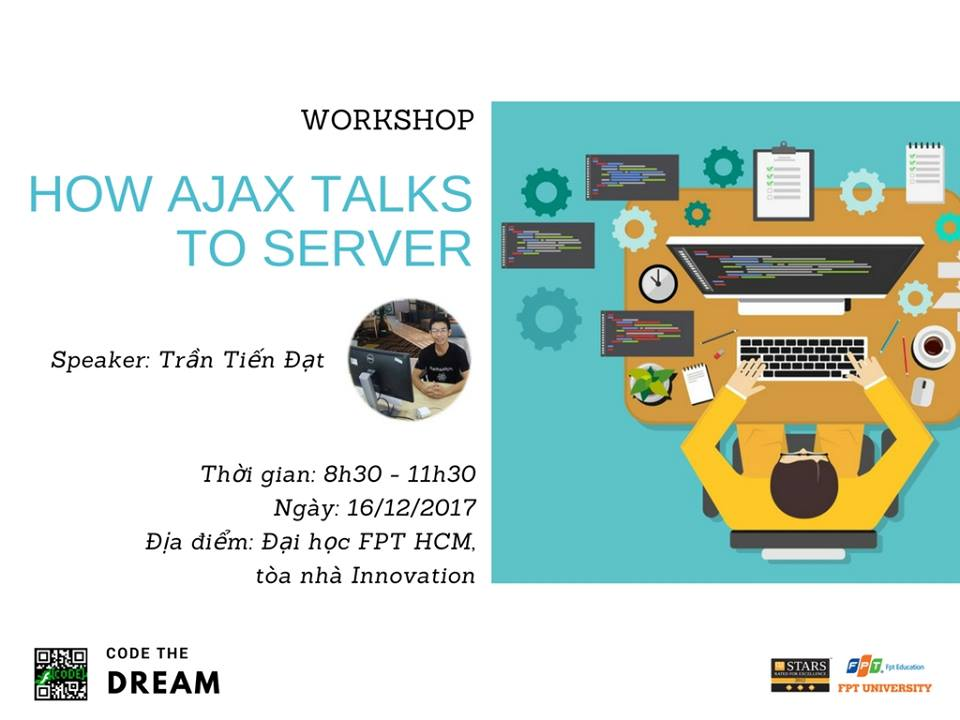 WORKSHOP
HOW AJAX TALKS
TO SERVER
Speaker: Trần Tiến Đạt
Thời gian: 8h30 - 11h30
Ngày: 16/12/2017
Địa điểm: Đại học FPT HCM,
tòa nhà Innovation
CODE THE
DREAM
STARS
RATED FOR EXCELLENCE
2012
FPT Fpt Education
FPT UNIVERSITY